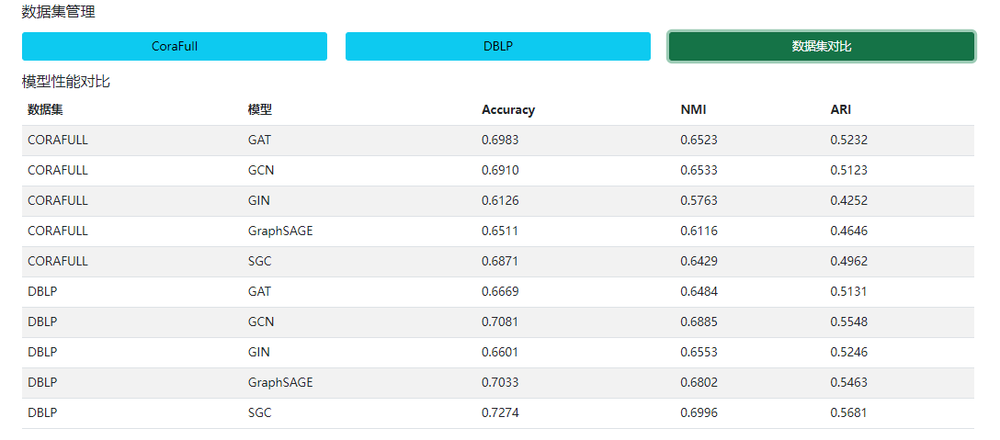 数据集管理
CoraFull DBLP 数据集对比
模型性能对比
数据集 模型 Accuracy NMI ARI
CORAFULL GAT 0.6983 0.6523 0.5232
CORAFULL GCN 0.6910 0.6533 0.5123
CORAFULL GIN 0.6126 0.5763 0.4252
CORAFULL GraphSAGE 0.6511 0.6116 0.4646
CORAFULL SGC 0.6871 0.6429 0.4962
DBLP GAT 0.6669 0.6484 0.5131
DBLP GCN 0.7081 0.6885 0.5548
DBLP GIN 0.6601 0.6553 0.5246
DBLP GraphSAGE 0.7033 0.6802 0.5463
DBLP SGC 0.7274 0.6996 0.5681